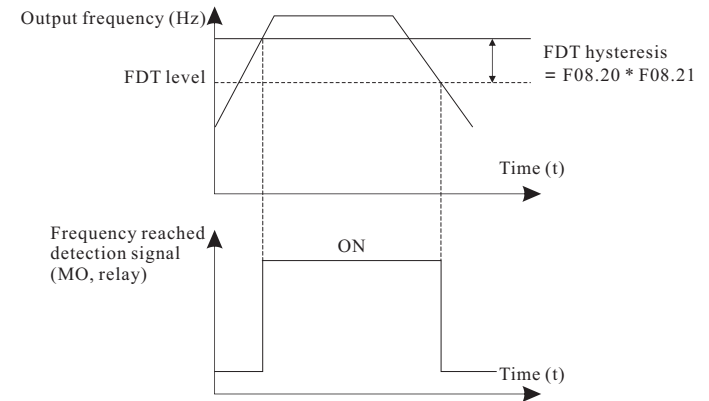 Output frequency (Hz)
FDT level
FDT hysteresis
= F08.20 * F08.21
Time (t)
Frequency reached
detection signal
(MO, relay)
ON
Time (t)